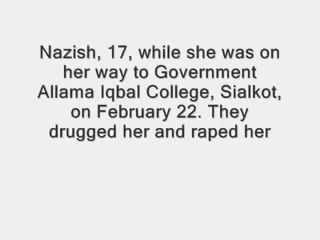 Nazish, 17, while she was on
her way to Government
Allama Iqbal College, Sialkot,
on February 22. They
drugged her and raped her